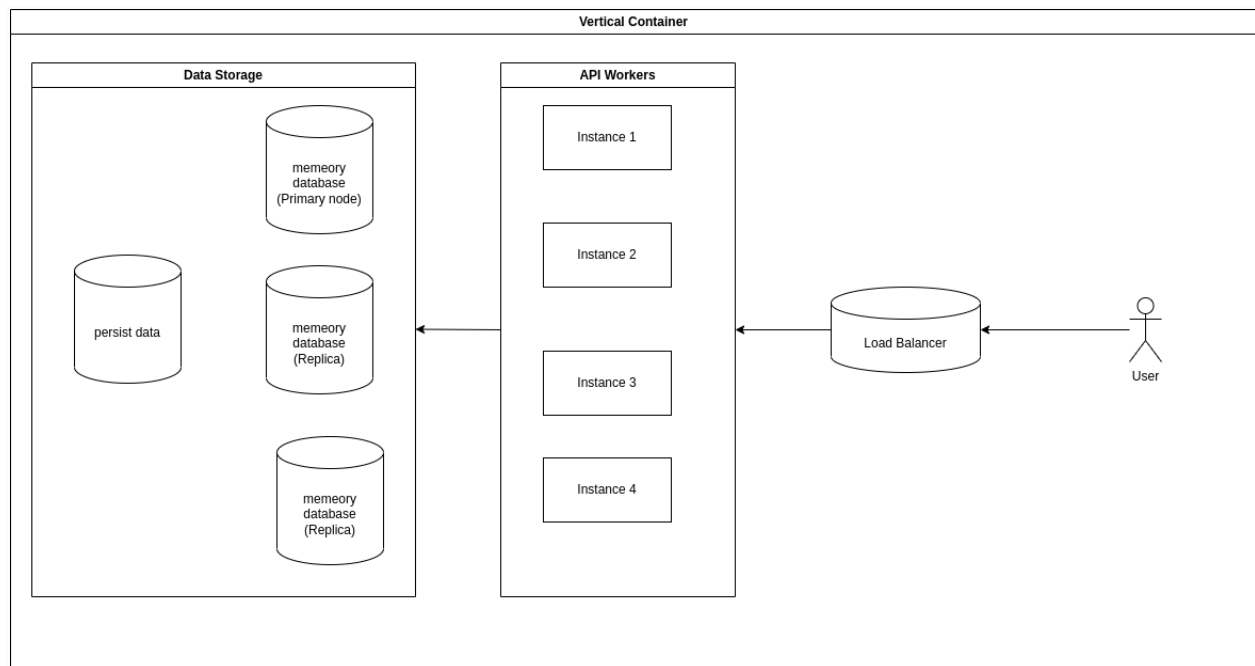 Vertical Container
Data Storage
memeory
database
(Primary node)
persist data
memeory
database
(Replica)
memeory
database
(Replica)
API Workers
Instance 1
Instance 2
Instance 3
Instance 4
Load Balancer
User